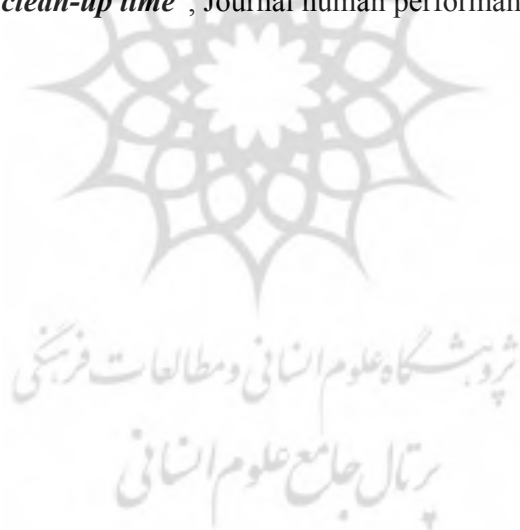 clean-up time", Journal human performan
پژوهشگاه علوم انسانی و مطالعات فرهنگی
پرتال جامع علوم انسانی